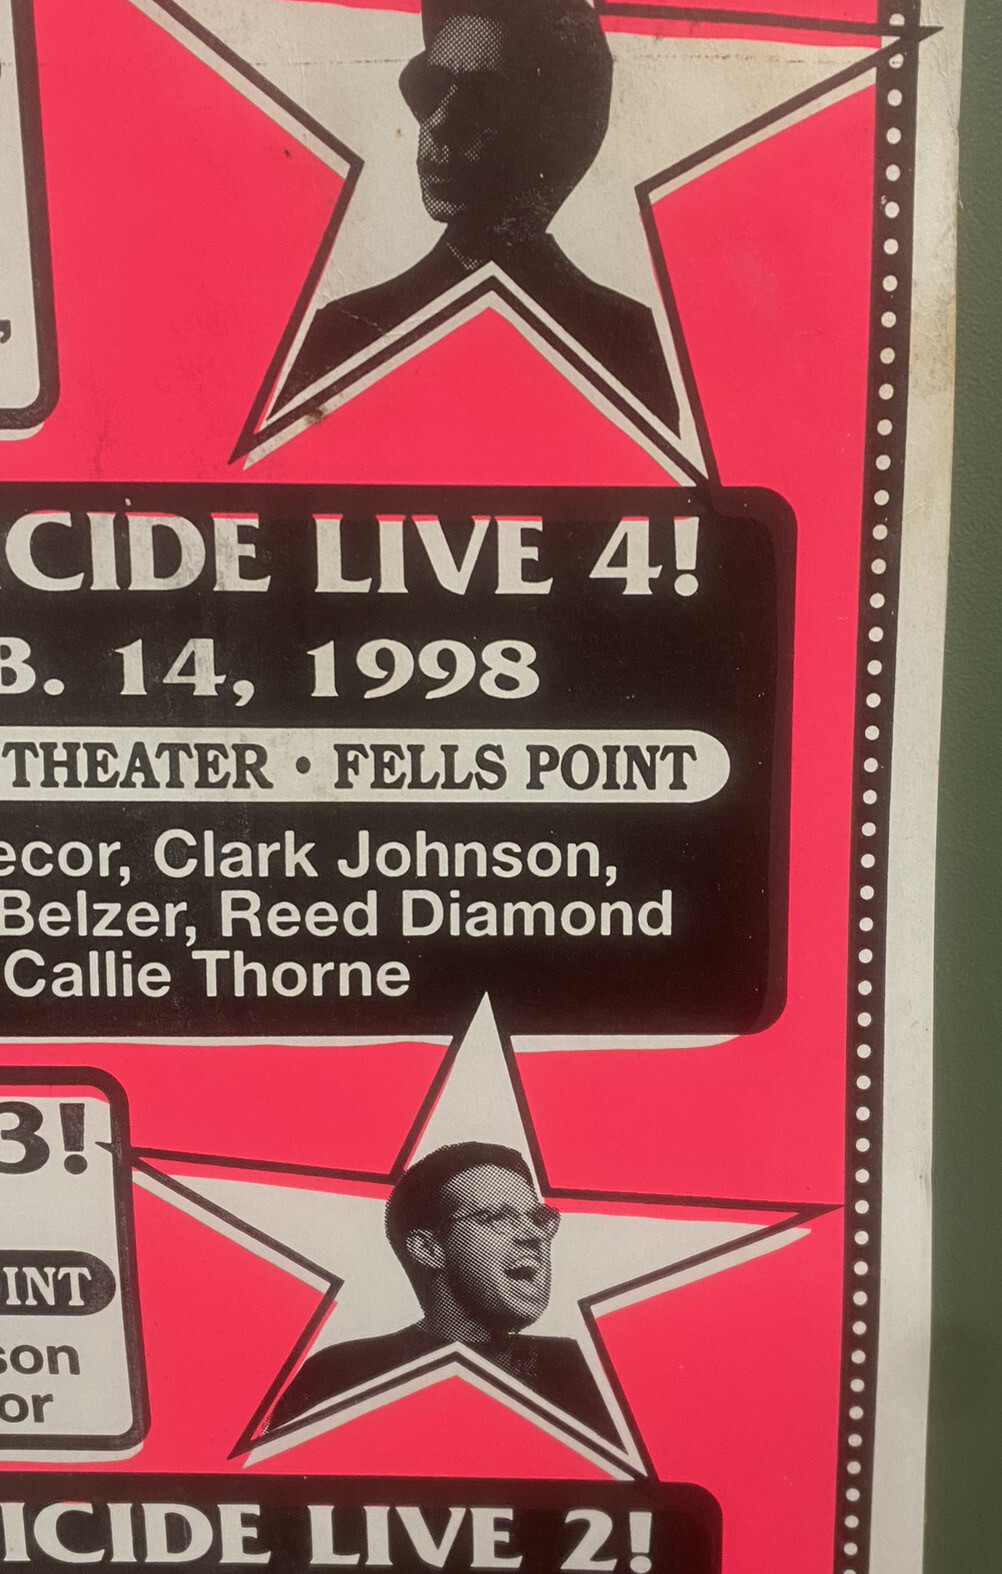 ,
CIDE LIVE 4!
B. 14, 1998
THEATER • FELLS POINT
ecor, Clark Johnson,
Belzer, Reed Diamond
Callie Thorne
3!
INT
son
or
ICIDE LIVE 2!